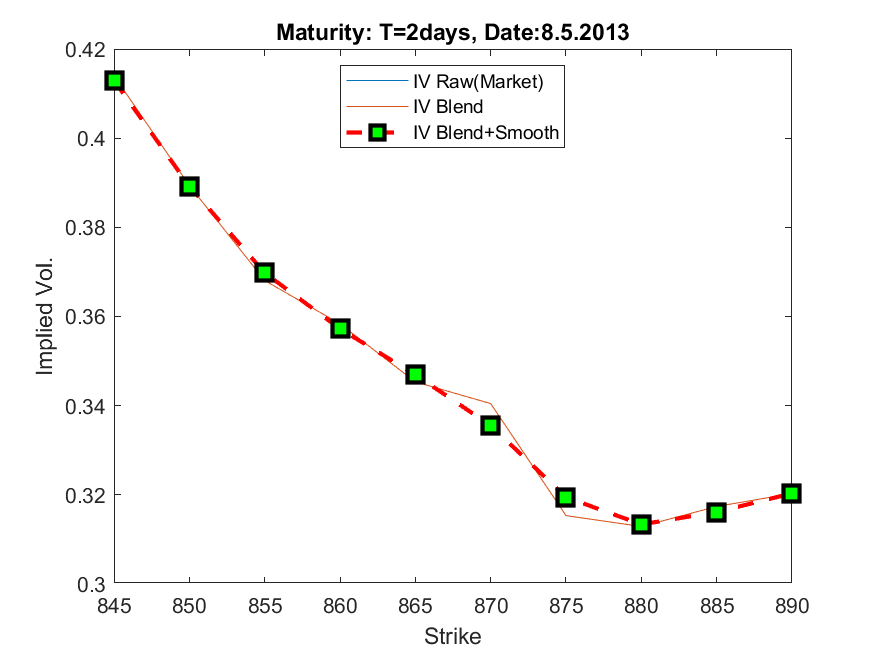 Maturity: T=2days, Date:8.5.2013
0.42
0.4
0.38
0.36
0.34
0.32
0.3
Implied Vol.
IV Raw(Market)
IV Blend
IV Blend+Smooth
845 850 855 860 865 870 875 880 885 890
Strike